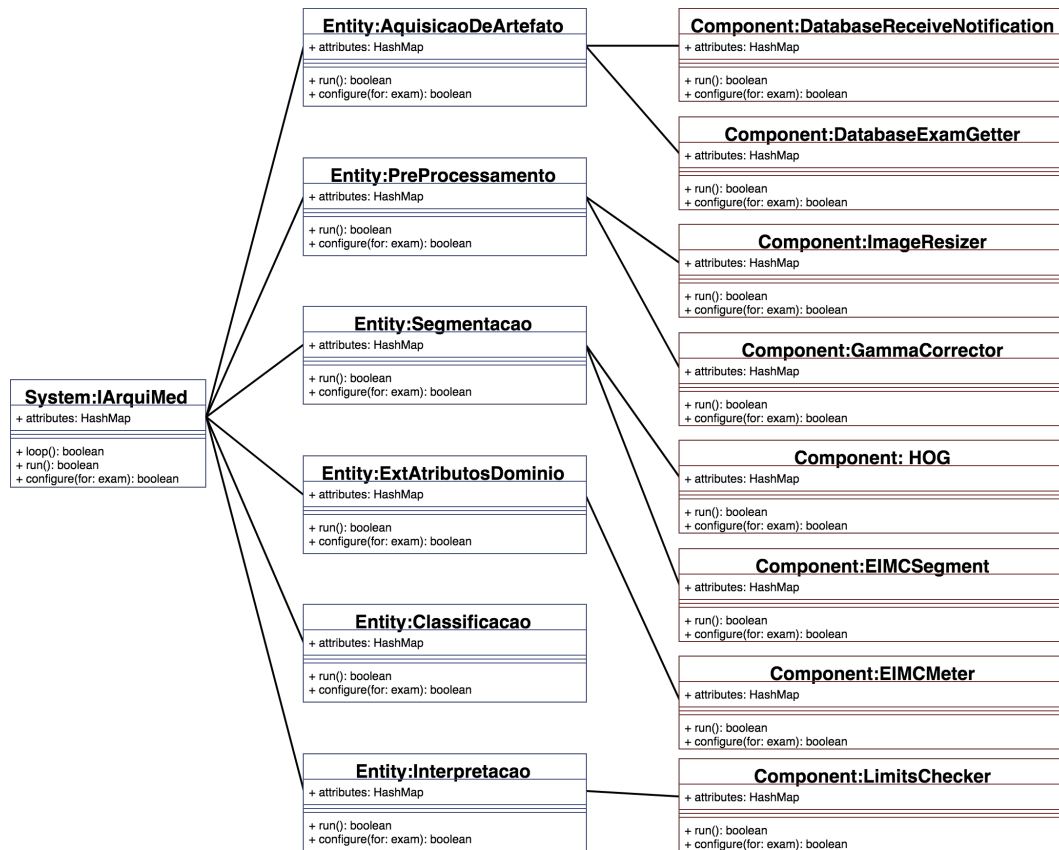 System:IArquiMed
+ attributes: HashMap
+ loop(): boolean
+ run(): boolean
+ configure(for: exam): boolean
Entity:AquisicaoDeArtefato
+ attributes: HashMap
+ run(): boolean
+ configure(for: exam): boolean
Entity:PreProcessamento
+ attributes: HashMap
+ run(): boolean
+ configure(for: exam): boolean
Entity:Segmentacao
+ attributes: HashMap
+ run(): boolean
+ configure(for: exam): boolean
Entity:ExtAtributosDominio
+ attributes: HashMap
+ run(): boolean
+ configure(for: exam): boolean
Entity:Classificacao
+ attributes: HashMap
+ run(): boolean
+ configure(for: exam): boolean
Entity:Interpretacao
+ attributes: HashMap
+ run(): boolean
+ configure(for: exam): boolean
Component:DatabaseReceiveNotification
+ attributes: HashMap
+ run(): boolean
+ configure(for: exam): boolean
Component:DatabaseExamGetter
+ attributes: HashMap
+ run(): boolean
+ configure(for: exam): boolean
Component:ImageResizer
+ attributes: HashMap
+ run(): boolean
+ configure(for: exam): boolean
Component:GammaCorrector
+ attributes: HashMap
+ run(): boolean
+ configure(for: exam): boolean
Component: HOG
+ attributes: HashMap
+ run(): boolean
+ configure(for: exam): boolean
Component:EIMCSegment
+ attributes: HashMap
+ run(): boolean
+ configure(for: exam): boolean
Component:EIMCMeter
+ attributes: HashMap
+ run(): boolean
+ configure(for: exam): boolean
Component:LimitsChecker
+ attributes: HashMap
+ run(): boolean
+ configure(for: exam): boolean